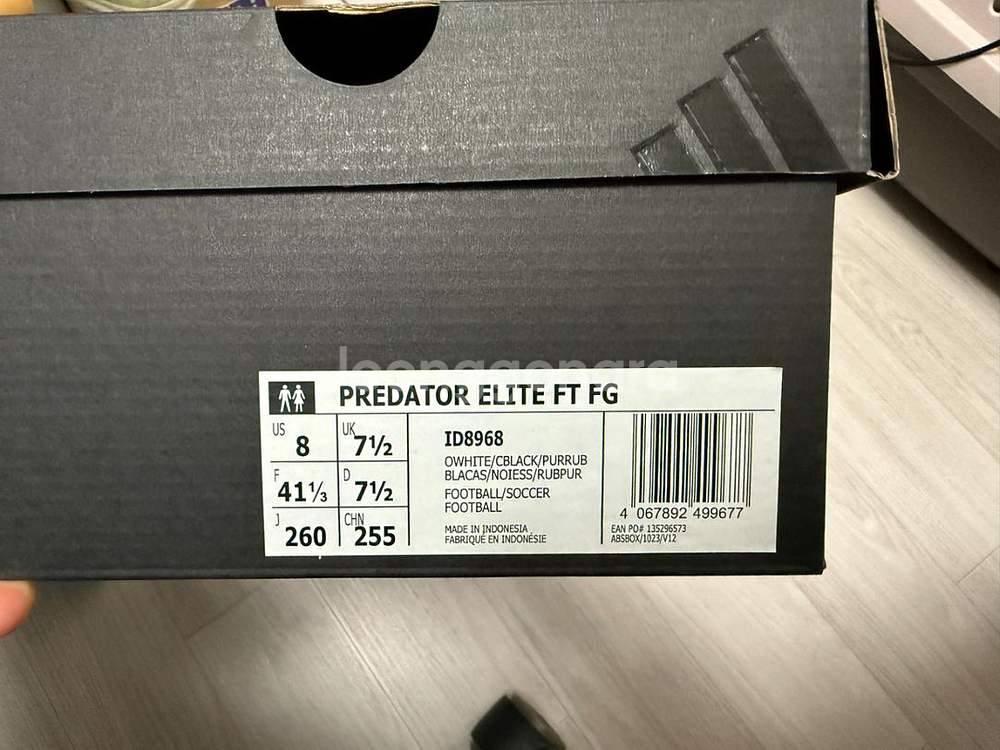 joonggonara
PREDATOR ELITE FT FG
US 8
UK 7½
F 41⅓
D 7½
J 260
CHN 255
ID8968
OWHITE/CBLACK/PURRUB
BLACAS/NOIESS/RUBPUR
FOOTBALL/SOCCER
FOOTBALL
MADE IN INDONESIA
FABRIQUÉ EN INDONÉSIE
4 067892 499677
EAN PO# 135296573
ABSBOX/1023/V12